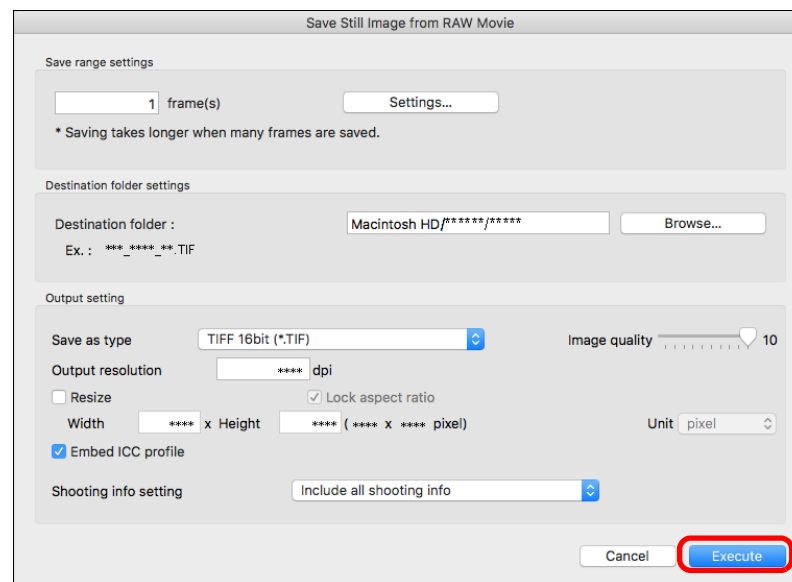 Save Still Image from RAW Movie
Save range settings
1 frame(s) Settings...
* Saving takes longer when many frames are saved.
Destination folder settings
Destination folder : Macintosh HD/******/***** Browse...
Ex. : ***_****_**.TIF
Output setting
Save as type TIFF 16bit (*.TIF) Image quality 10
Output resolution **** dpi
Resize Lock aspect ratio
Width **** x Height **** ( **** x **** pixel) Unit pixel
Embed ICC profile
Shooting info setting Include all shooting info
Cancel Execute